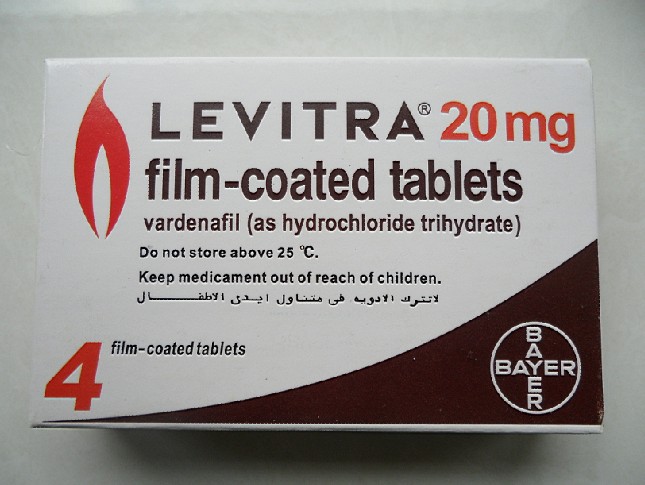 LEVITRA® 20 mg
film-coated tablets
vardenafil (as hydrochloride trihydrate)
Do not store above 25 °C.
Keep medicament out of reach of children.
لاتترك الادويه فى متناول ايدى الاطفـــــال
4 film-coated tablets
BAYER
BAYER